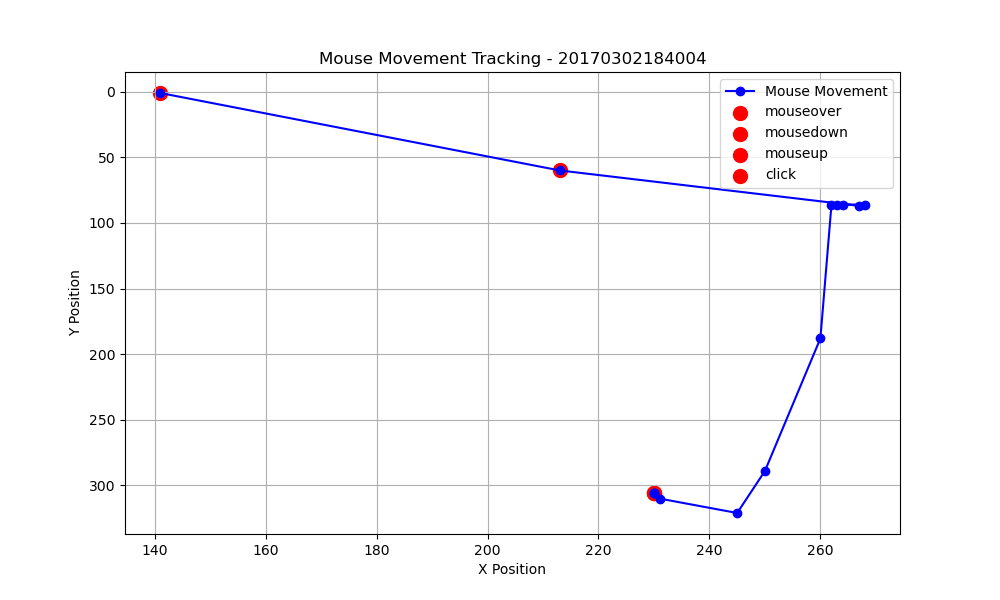 Mouse Movement Tracking - 20170302184004
Mouse Movement
mouseover
mousedown
mouseup
click
Y Position
0
50
100
150
200
250
300
140 160 180 200 220 240 260
X Position